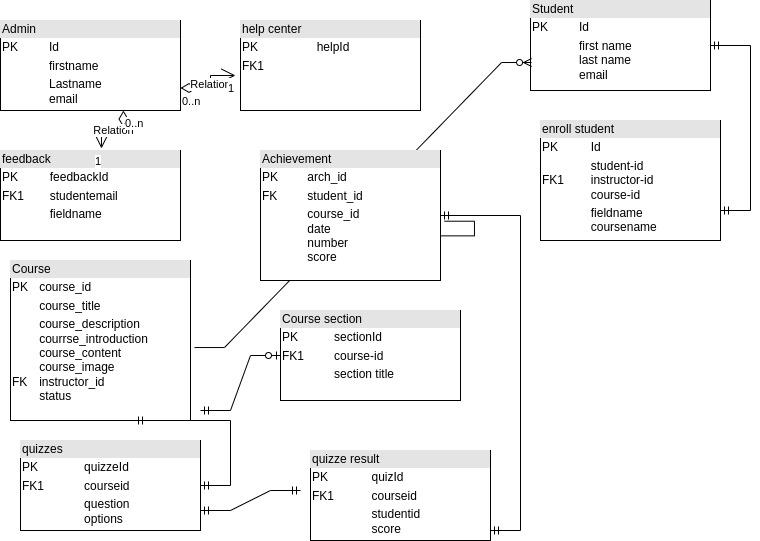 Admin
PK Id
firstname
Lastname
email
help center
PK helpId
FK1
Student
PK Id
first name
last name
email
Relation
1
0..n
0..n
Relation
1
feedback
PK feedbackId
FK1 studentemail
fieldname
Achievement
PK arch_id
FK student_id
course_id
date
number
score
enroll student
PK Id
student-id
FK1 instructor-id
course-id
fieldname
coursename
Course
PK course_id
course_title
course_description
courrse_introduction
course_content
course_image
FK instructor_id
status
Course section
PK sectionId
FK1 course-id
section title
quizzes
PK quizzeId
FK1 courseid
question
options
quizze result
PK quizId
FK1 courseid
studentid
score